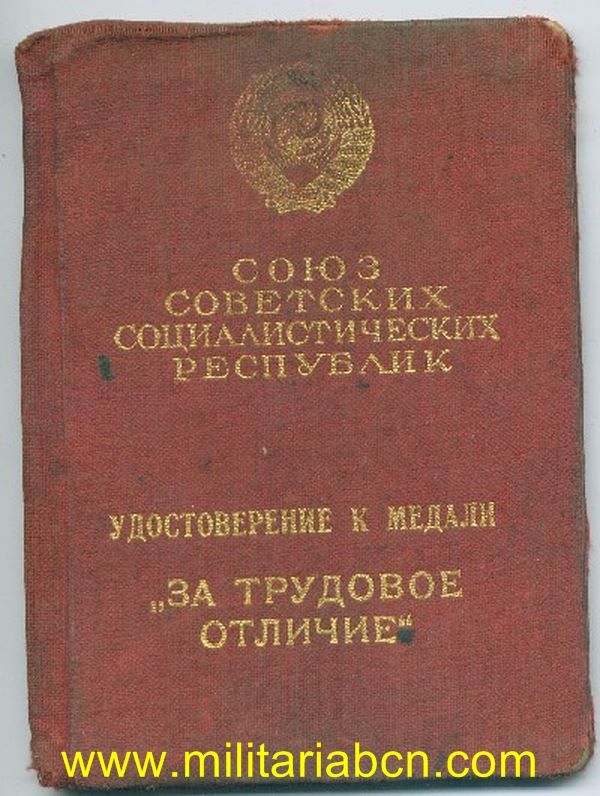 СОЮЗ
СОВЕТСКИХ
СОЦИАЛИСТИЧЕСКИХ
РЕСПУБЛИК
УДОСТОВЕРЕНИЕ К МЕДАЛИ
„ЗА ТРУДОВОЕ
ОТЛИЧИЕ“
www.militariabcn.com